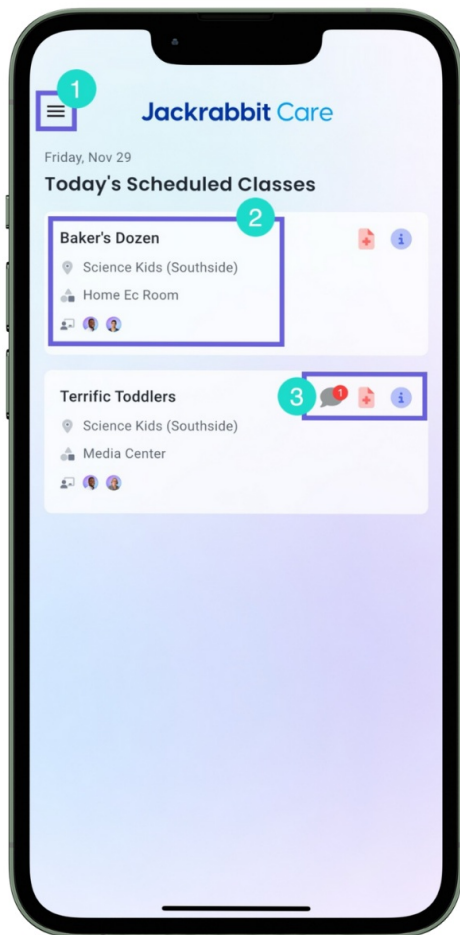 1
Jackrabbit Care
Friday, Nov 29
Today's Scheduled Classes
2
Baker's Dozen
i
Science Kids (Southside)
Home Ec Room
Terrific Toddlers
3
1
i
Science Kids (Southside)
Media Center